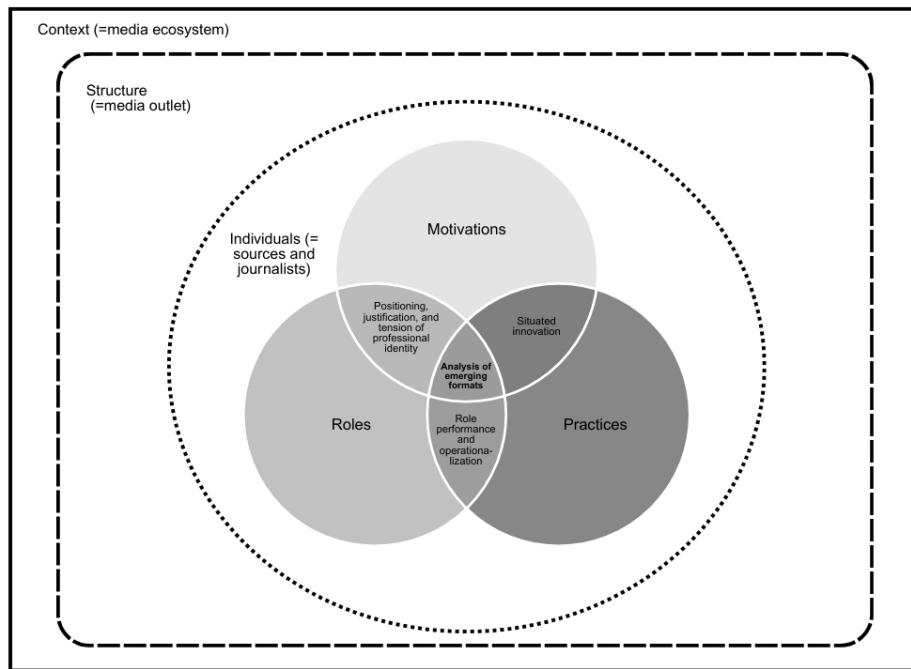 Context (=media ecosystem)
Structure
(=media outlet)
Motivations
Individuals (=
sources and
journalists)
Positioning,
justification, and
tension of
professional
identity
Situated
innovation
Analysis of
emerging
formats
Roles
Role
performance
and
operationa-
lization
Practices